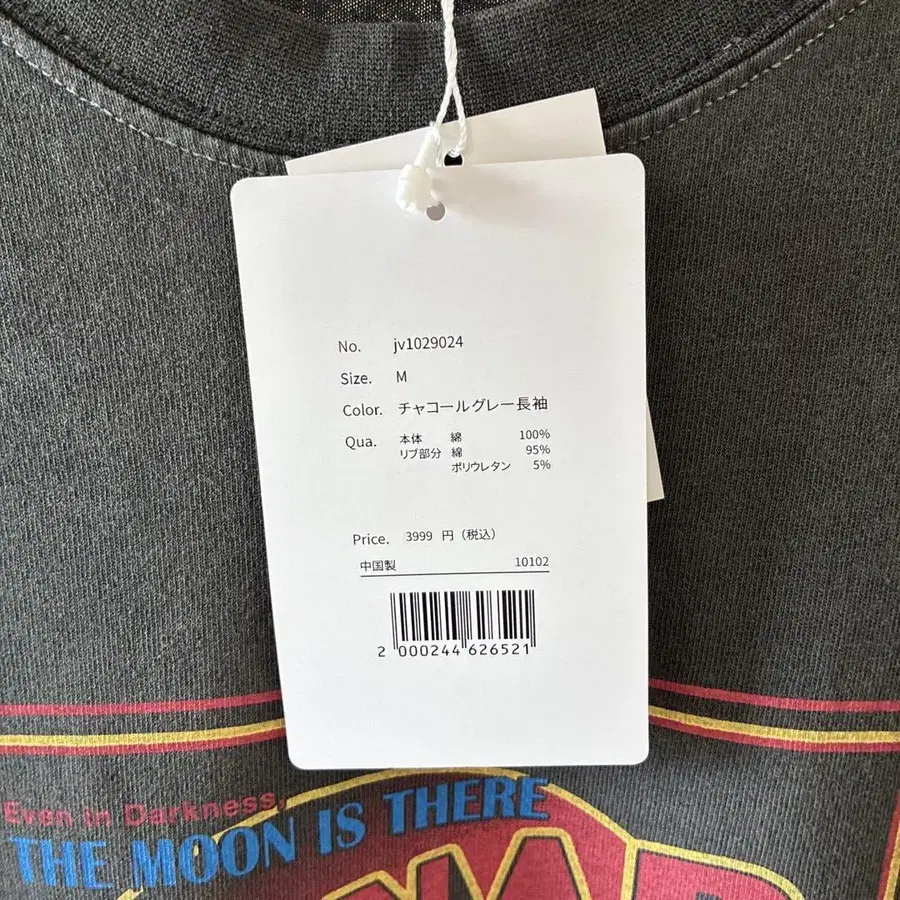 No. jv1029024
Size. M
Color. チャコールグレー長袖
Qua. 本体 綿 100%
リブ部分 綿 95%
ポリウレタン 5%
Price. 3999 円（税込）
中国製 10102
2 000244 626521
Even in Darkness,
THE MOON IS THERE